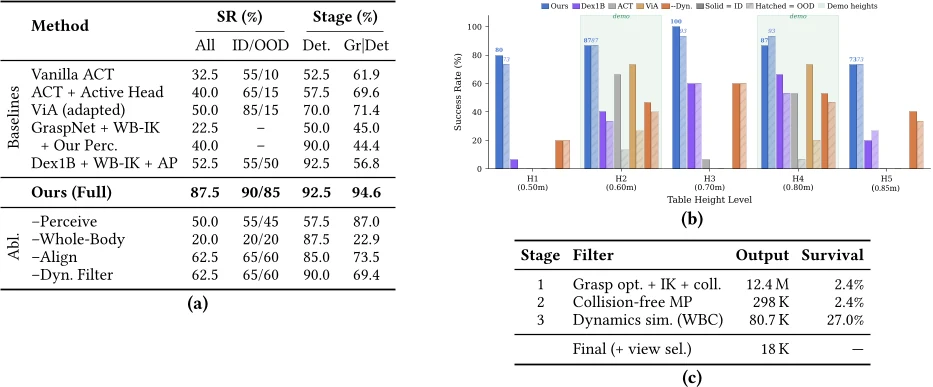 Method SR (%) Stage (%)
All ID/OOD Det. Gr|Det
Baselines
Vanilla ACT 32.5 55/10 52.5 61.9
ACT + Active Head 40.0 65/15 57.5 69.6
ViA (adapted) 50.0 85/15 70.0 71.4
GraspNet + WB-IK 22.5 – 50.0 45.0
+ Our Perc. 40.0 – 90.0 44.4
Dex1B + WB-IK + AP 52.5 55/50 92.5 56.8
Ours (Full) 87.5 90/85 92.5 94.6
Abl.
–Perceive 50.0 55/45 57.5 87.0
–Whole-Body 20.0 20/20 87.5 22.9
–Align 62.5 65/60 85.0 73.5
–Dyn. Filter 62.5 65/60 90.0 69.4
(a)
Ours Dex1B ACT ViA –Dyn. Solid = ID Hatched = OOD Demo heights
demo demo
Success Rate (%)
100
80
60
40
20
0
80 73
87 87
100 93
87 93
73 73
H1 H2 H3 H4 H5
(0.50m) (0.60m) (0.70m) (0.80m) (0.85m)
Table Height Level
(b)
Stage Filter Output Survival
1 Grasp opt. + IK + coll. 12.4 M 2.4%
2 Collision-free MP 298 K 2.4%
3 Dynamics sim. (WBC) 80.7 K 27.0%
Final (+ view sel.) 18 K —
(c)